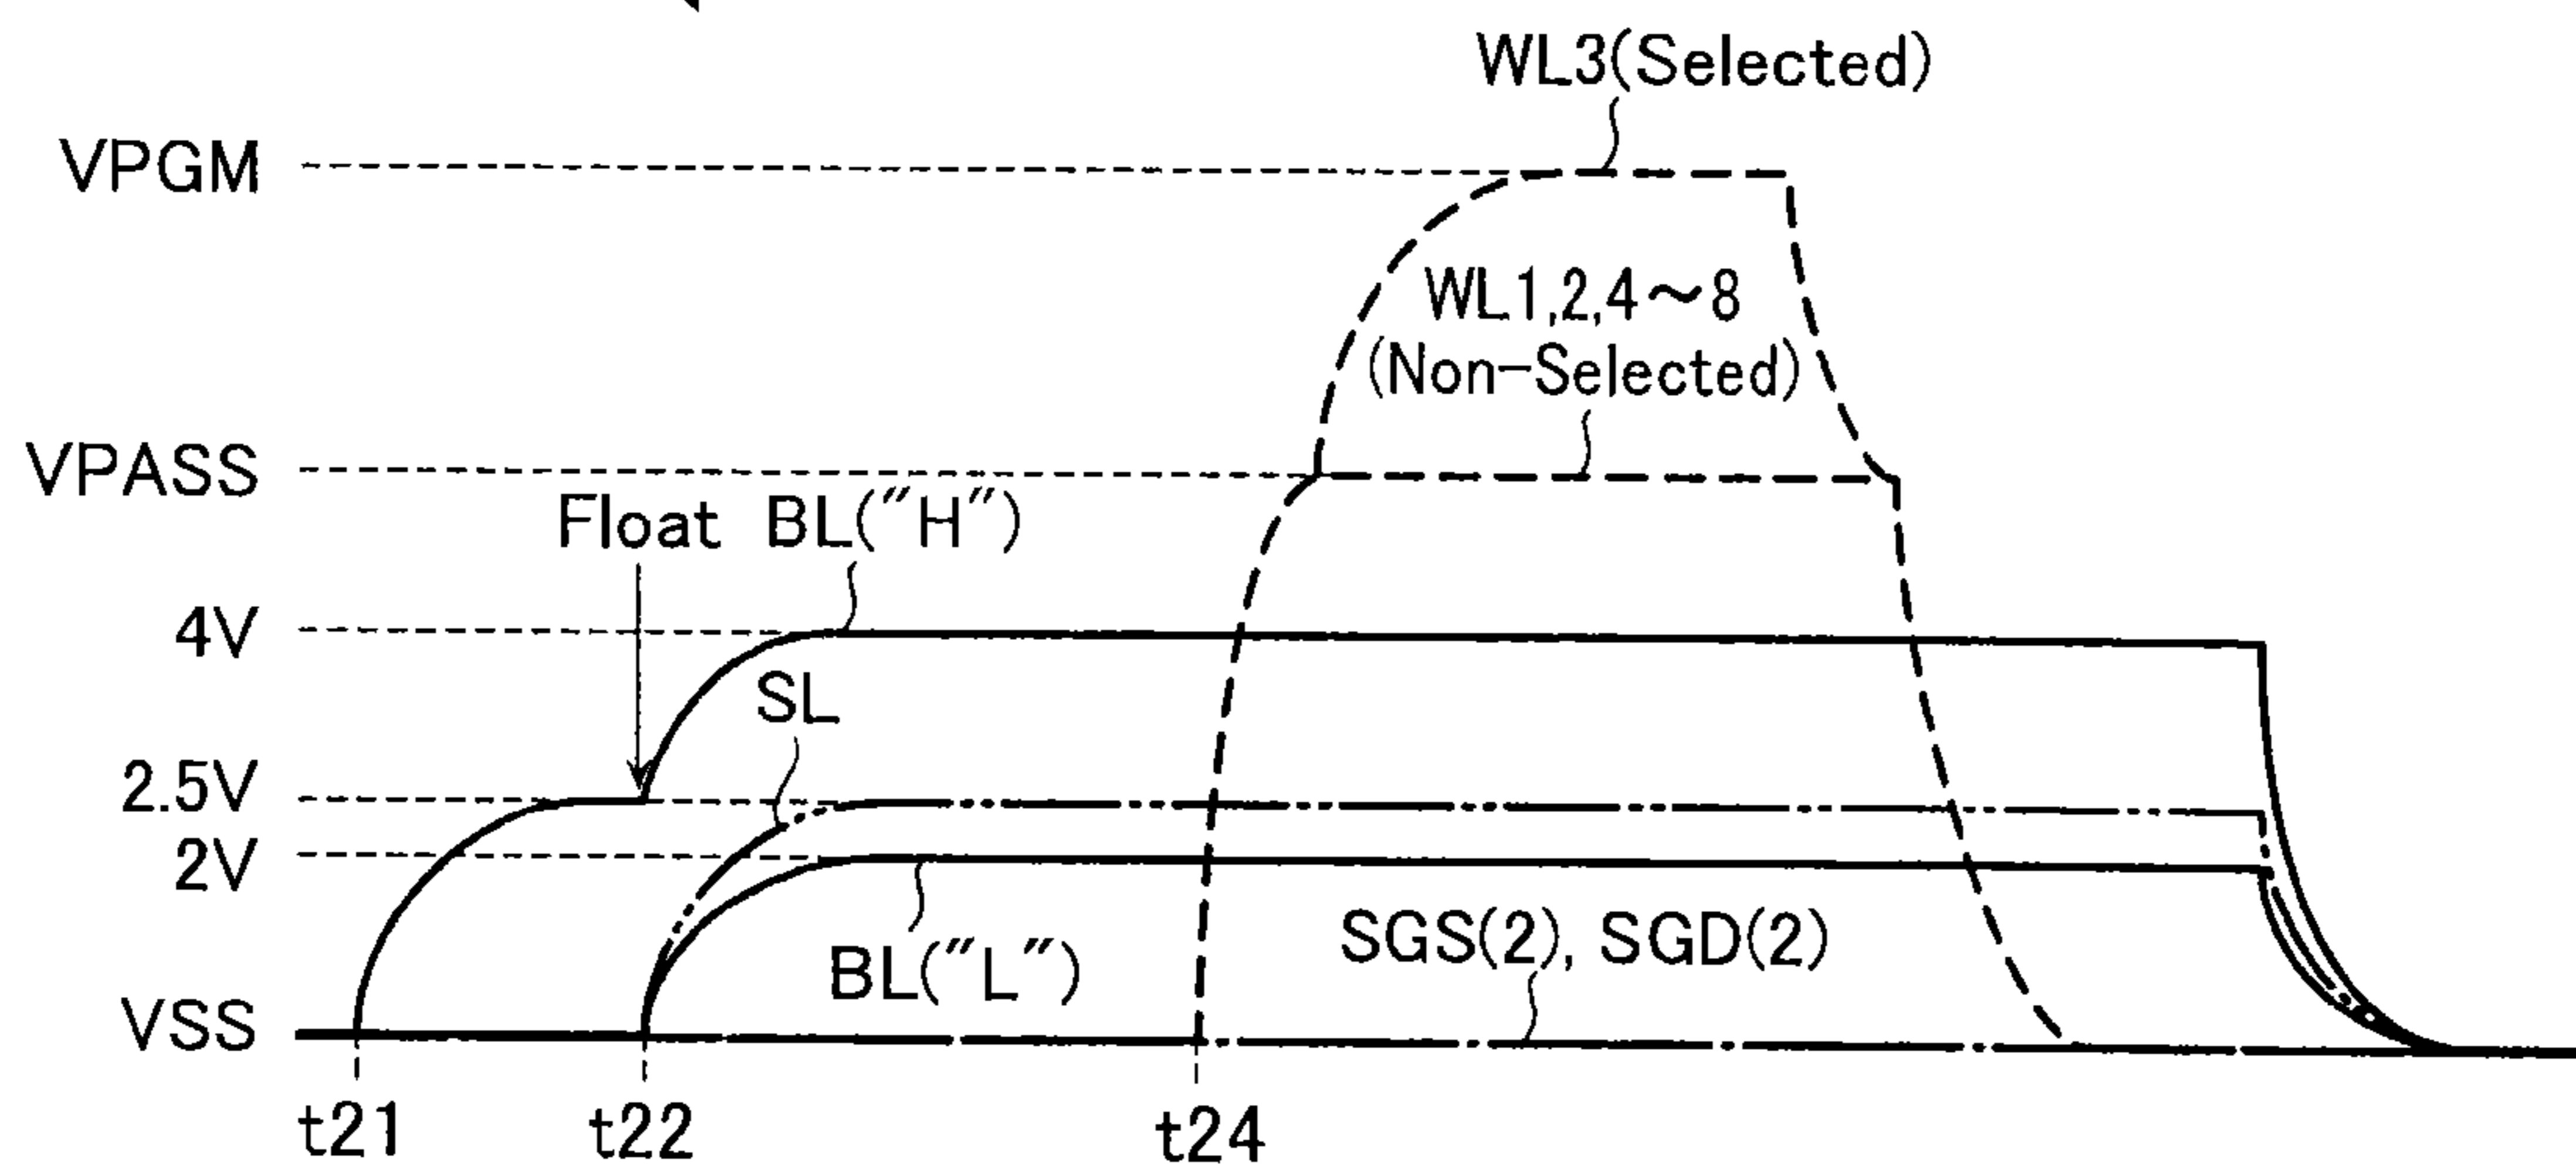 WL3(Selected)
VPGM
WL1,2,4～8
(Non-Selected)
VPASS
Float BL("H")
4V
SL
2.5V
2V
SGS(2), SGD(2)
BL("L")
VSS
t21 t22 t24